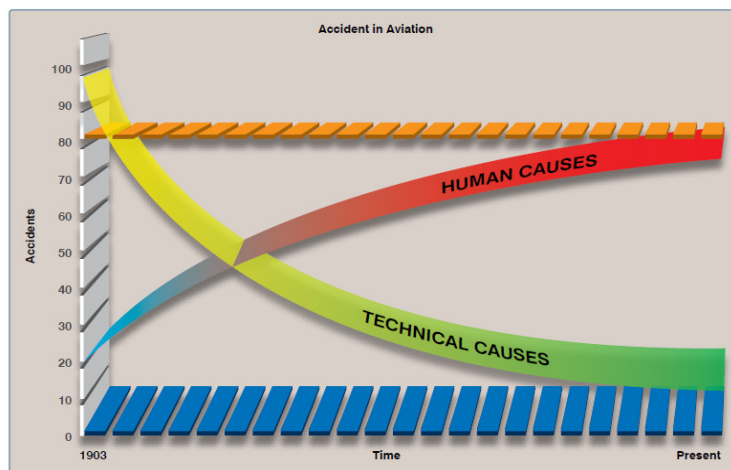 Accident in Aviation
100
90
80
70
60
50
40
30
20
10
0
Accidents
HUMAN CAUSES
TECHNICAL CAUSES
1903
Time
Present